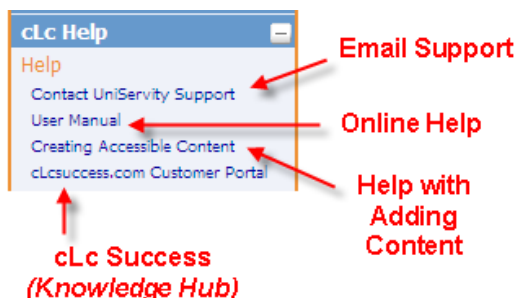 cLc Help
Help
Contact UniServity Support
User Manual
Creating Accessible Content
cLcsuccess.com Customer Portal
Email Support
Online Help
Help with
Adding
Content
cLc Success
(Knowledge Hub)